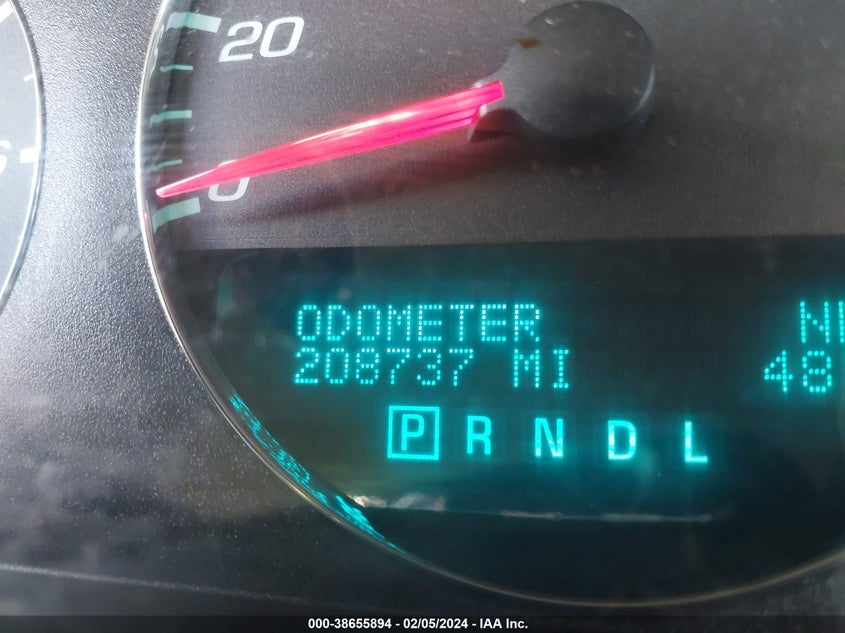 20
0
ODOMETER
208737 MI
48
P R N D L
000-38655894 - 02/05/2024 - IAA Inc.